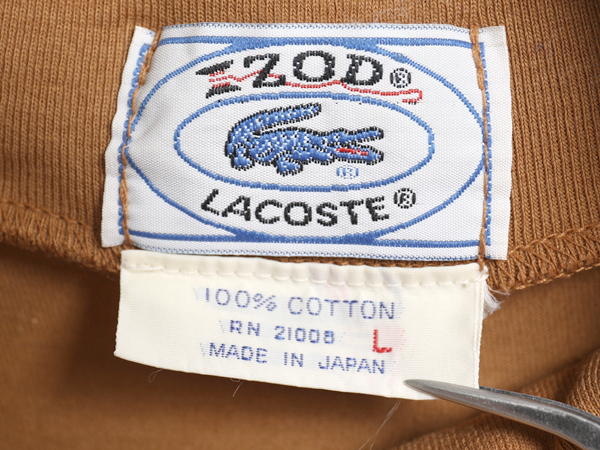 IZOD®
®
LACOSTE®
100% COTTON
RN 21008 L
MADE IN JAPAN